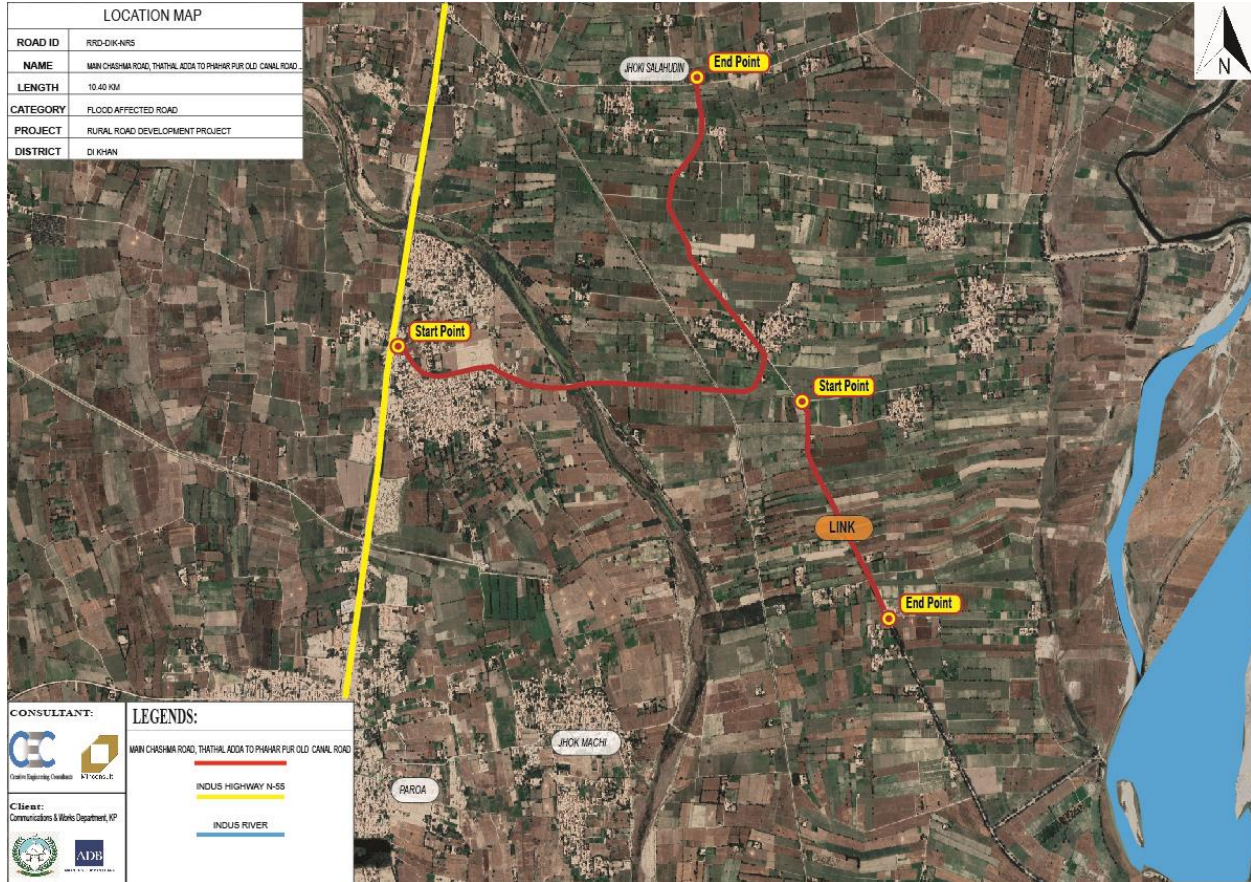 LOCATION MAP
ROAD ID RRD-DIK-NR5
NAME MAIN CHASHMA ROAD, THATHAL ADDA TO PHAHAR PUR OLD CANAL ROAD
LENGTH 10.40 KM
CATEGORY FLOOD AFFECTED ROAD
PROJECT RURAL ROAD DEVELOPMENT PROJECT
DISTRICT DI KHAN
N
JHOKI SALAHUDIN
End Point
Start Point
Start Point
LINK
End Point
JHOK MACHI
PAROA
CONSULTANT:
CEC
Creative Engineering Consultants
Client:
Communications & Works Department, KP
ADB
LEGENDS:
MAIN CHASHMA ROAD, THATHAL ADDA TO PHAHAR PUR OLD CANAL ROAD
INDUS HIGHWAY N-55
INDUS RIVER